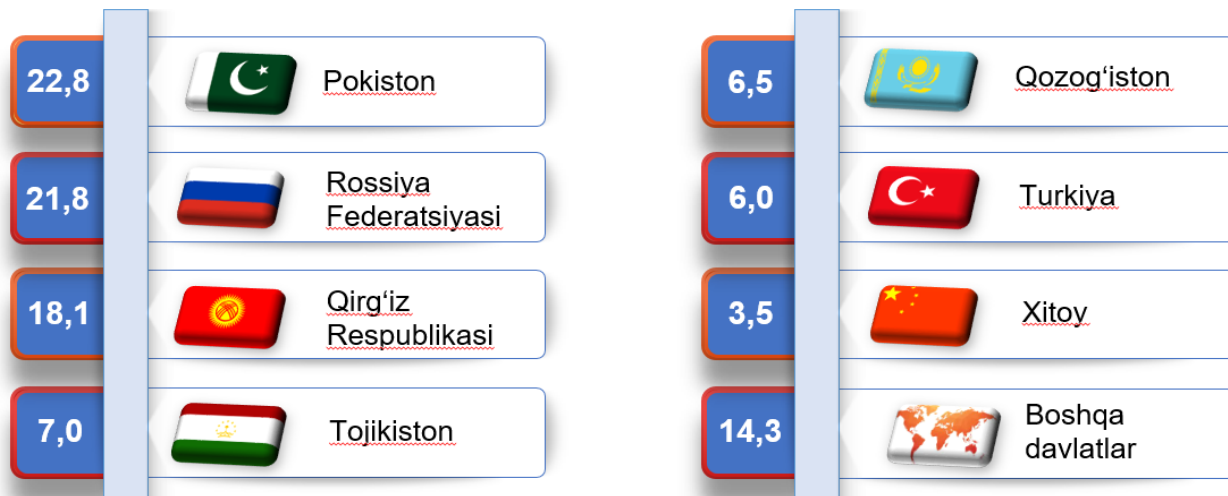 22,8
Pokiston
21,8
Rossiya
Federatsiyasi
18,1
Qirg‘iz
Respublikasi
7,0
Tojikiston
6,5
Qozog‘iston
6,0
Turkiya
3,5
Xitoy
14,3
Boshqa
davlatlar